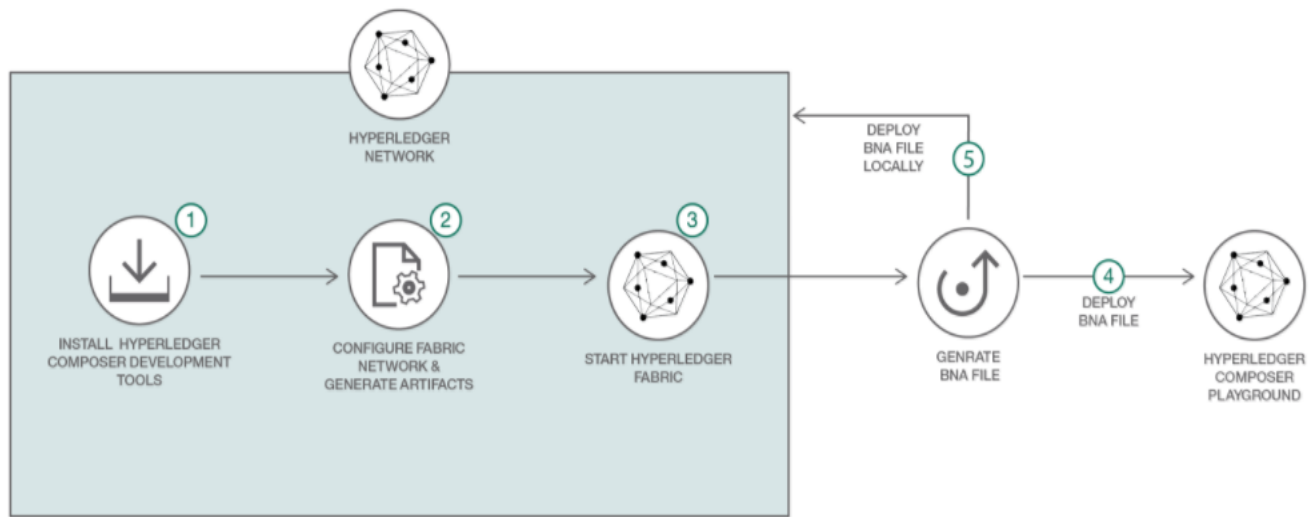 HYPERLEDGER
NETWORK
1
INSTALL HYPERLEDGER
COMPOSER DEVELOPMENT
TOOLS
2
CONFIGURE FABRIC
NETWORK &
GENERATE ARTIFACTS
3
START HYPERLEDGER
FABRIC
GENRATE
BNA FILE
4
DEPLOY
BNA FILE
5
DEPLOY
BNA FILE
LOCALLY
HYPERLEDGER
COMPOSER
PLAYGROUND